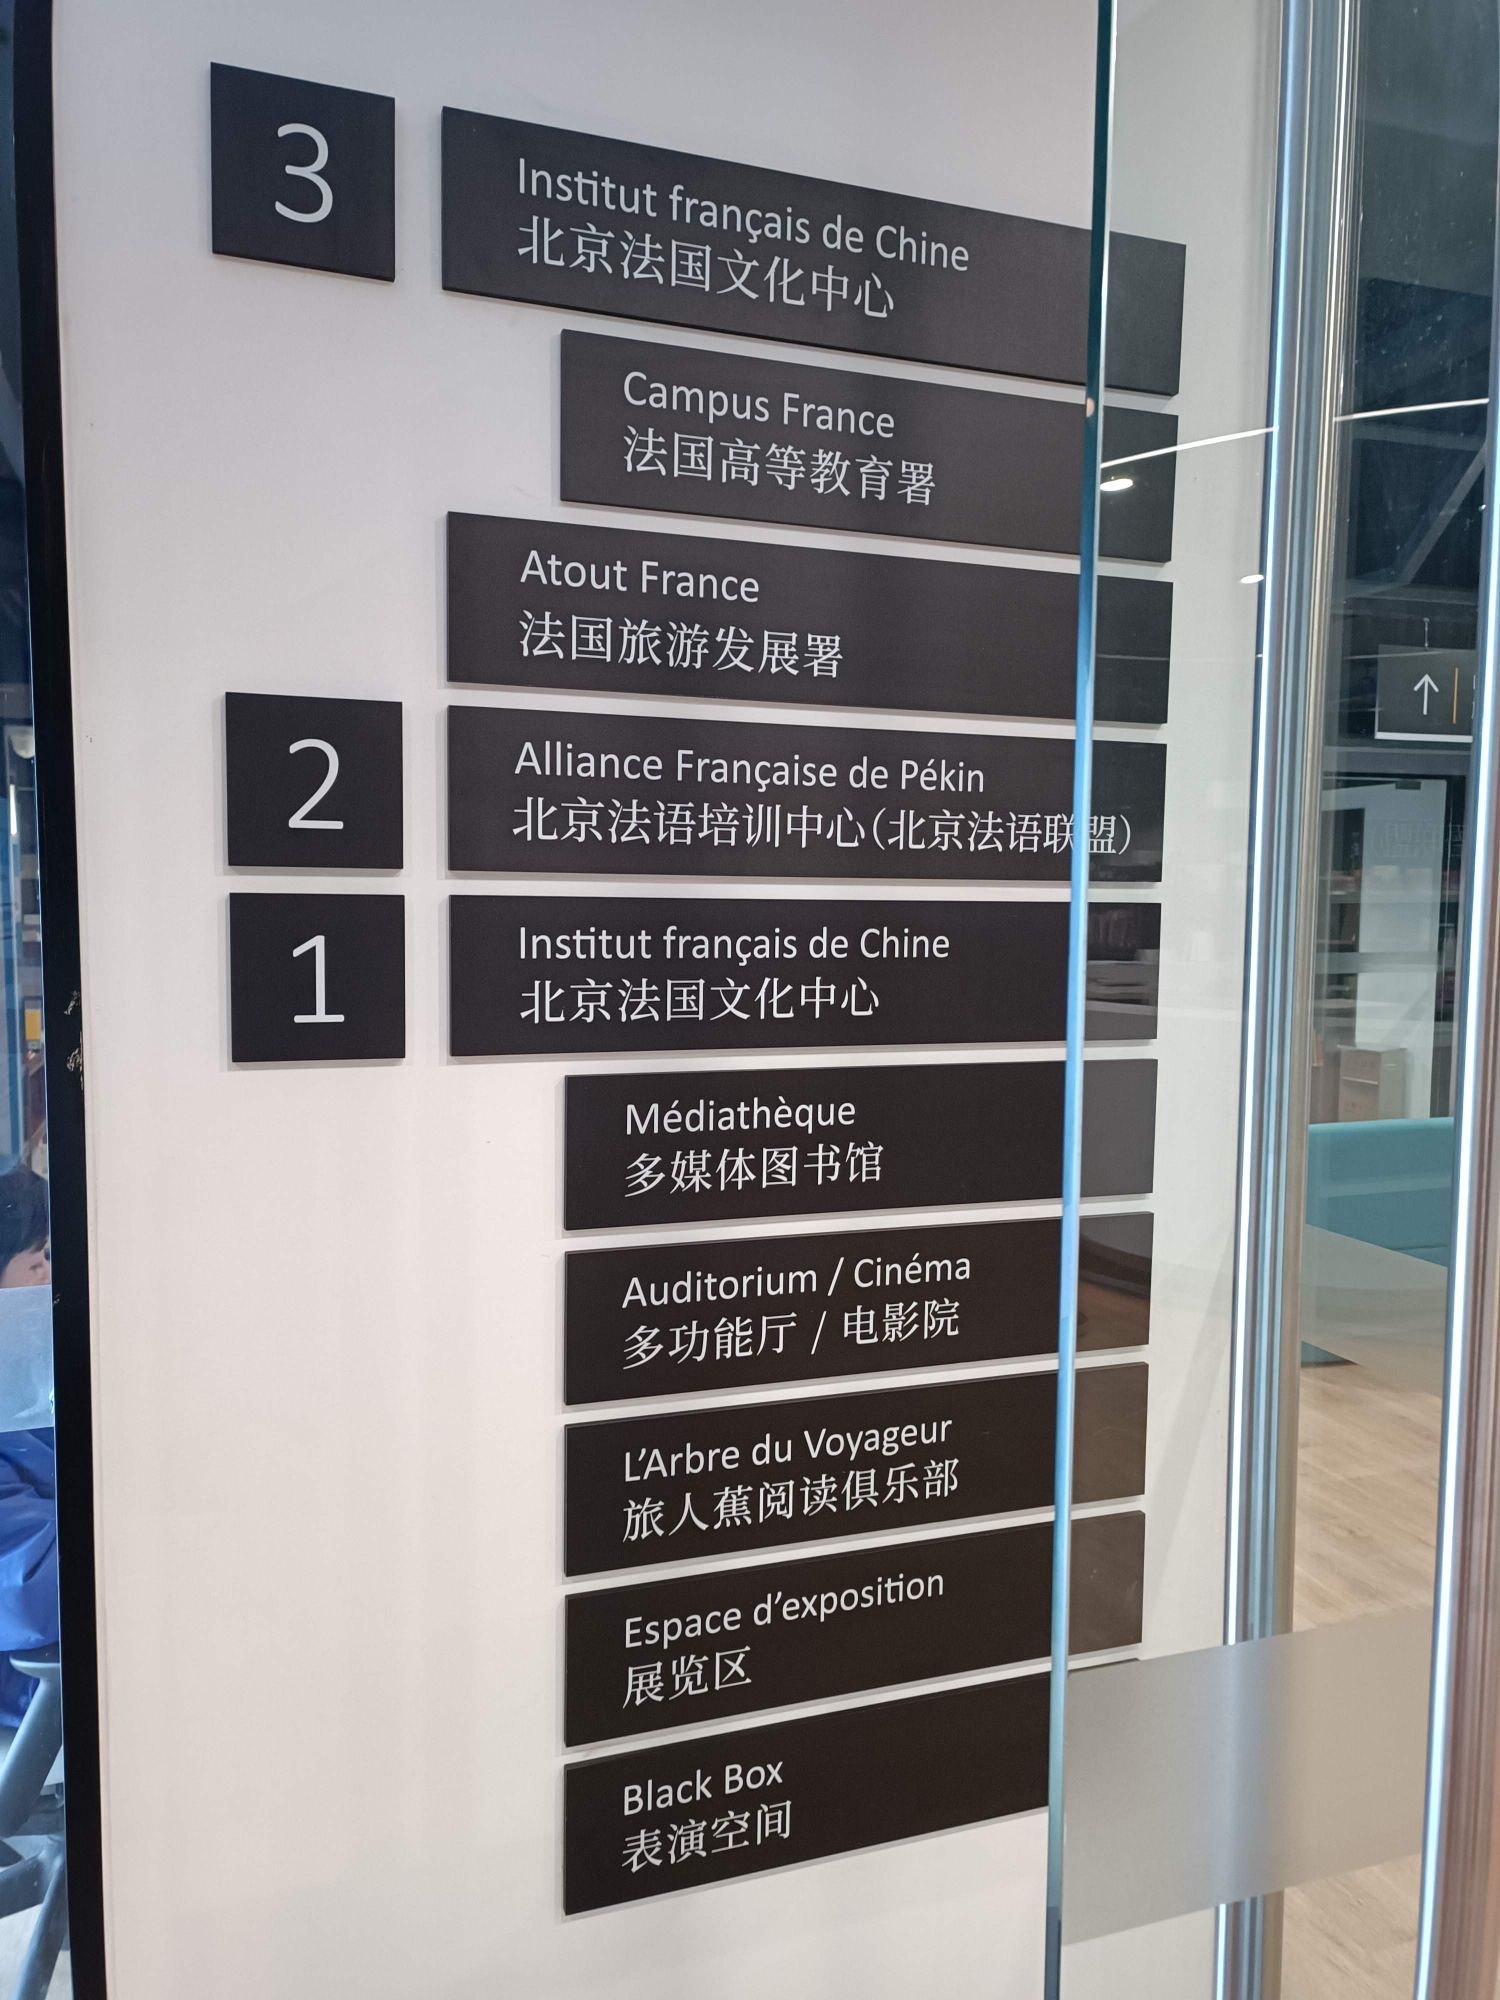 3
Institut français de Chine
北京法国文化中心
Campus France
法国高等教育署
Atout France
法国旅游发展署
2
Alliance Française de Pékin
北京法语培训中心（北京法语联盟）
1
Institut français de Chine
北京法国文化中心
Médiathèque
多媒体图书馆
Auditorium / Cinéma
多功能厅 / 电影院
L’Arbre du Voyageur
旅人蕉阅读俱乐部
Espace d’exposition
展览区
Black Box
表演空间